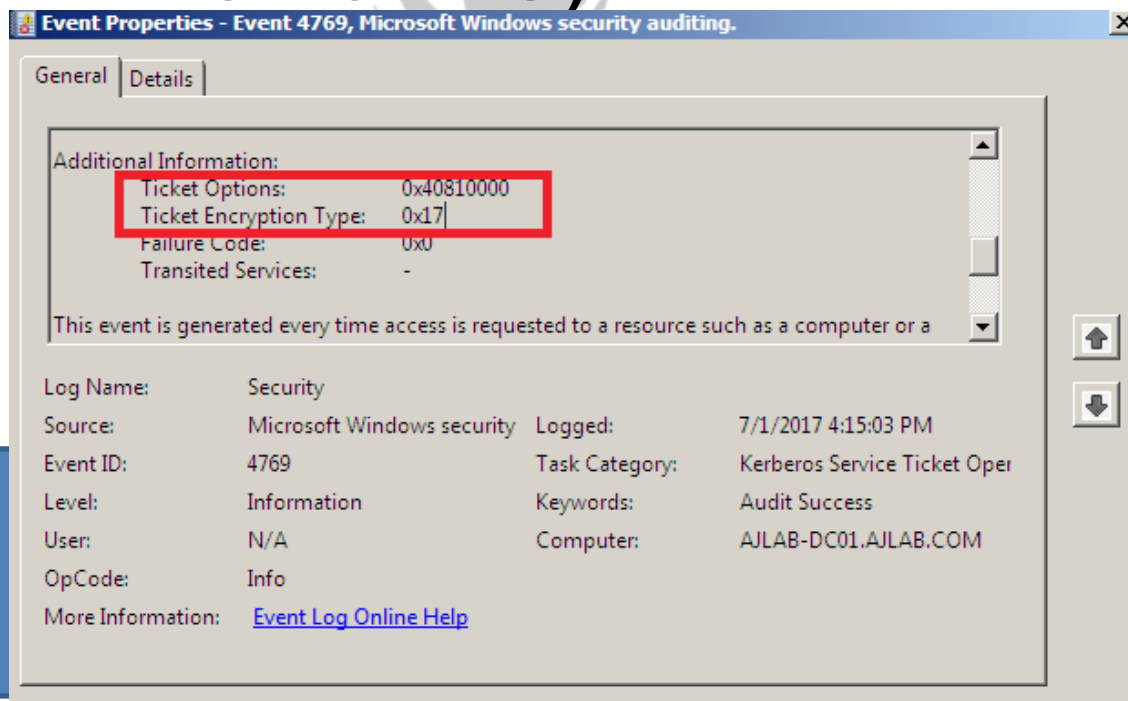 Event Properties - Event 4769, Microsoft Windows security auditing.
General Details
Additional Information:
Ticket Options: 0x40810000
Ticket Encryption Type: 0x17
Failure Code: 0x0
Transited Services: -
This event is generated every time access is requested to a resource such as a computer or a
Log Name: Security
Source: Microsoft Windows security Logged: 7/1/2017 4:15:03 PM
Event ID: 4769 Task Category: Kerberos Service Ticket Oper
Level: Information Keywords: Audit Success
User: N/A Computer: AJLAB-DC01.AJLAB.COM
OpCode: Info
More Information: Event Log Online Help